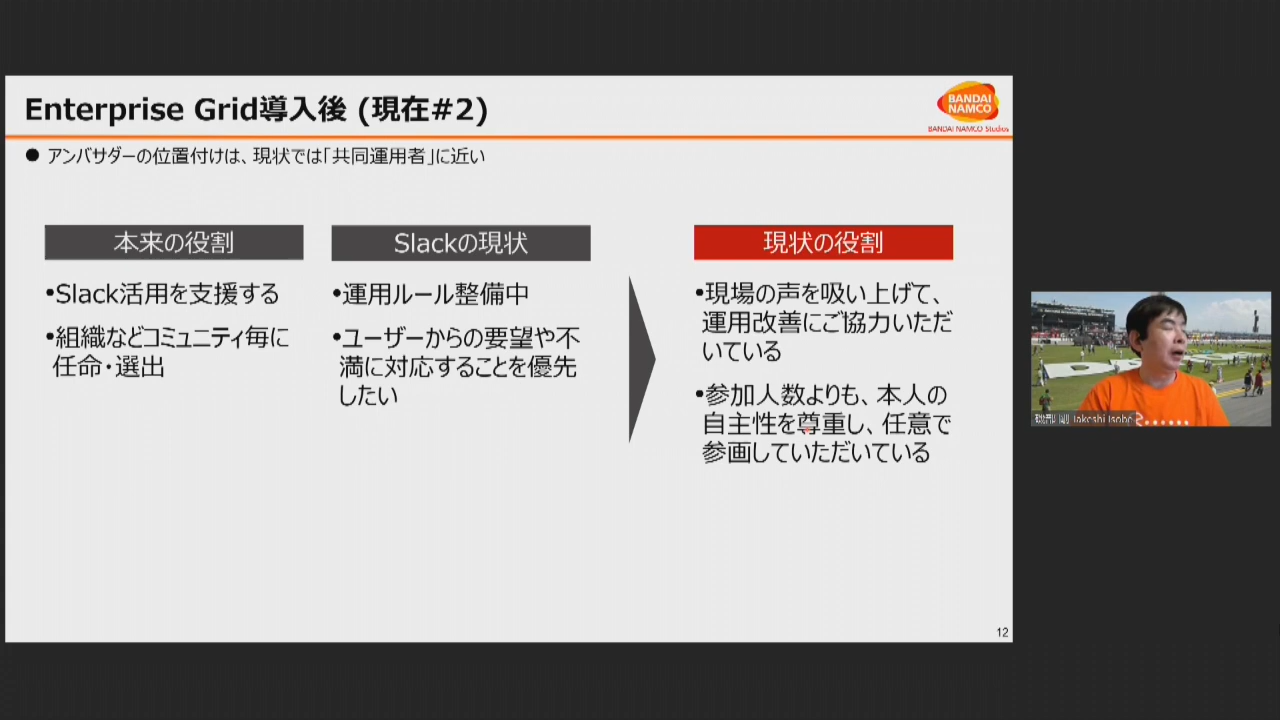 Enterprise Grid導入後 (現在#2)
BANDAI
NAMCO
BANDAI NAMCO Studios
● アンバサダーの位置付けは、現状では「共同運用者」に近い
本来の役割
•Slack活用を支援する
•組織などコミュニティ毎に
任命・選出
Slackの現状
•運用ルール整備中
•ユーザーからの要望や不
満に対応することを優先
したい
現状の役割
•現場の声を吸い上げて、
運用改善にご協力いただ
いている
•参加人数よりも、本人の
自主性を尊重し、任意で
参画していただいている
12
Takeshi Isobe